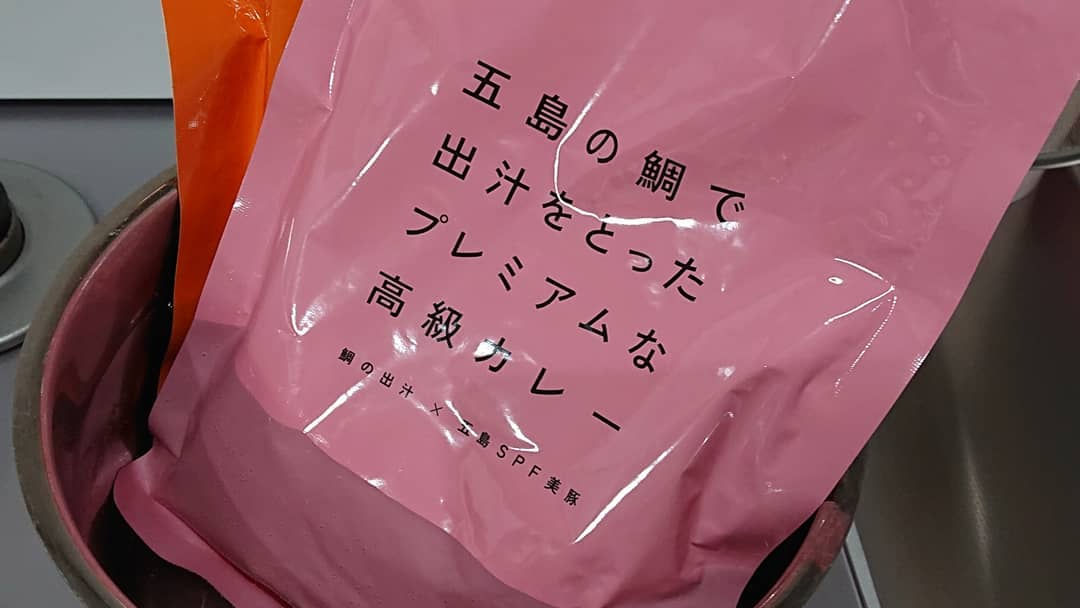 五島の鯛で
出汁をとった
プレミアムな
高級カレー
鯛の出汁 × 五島SPF美豚